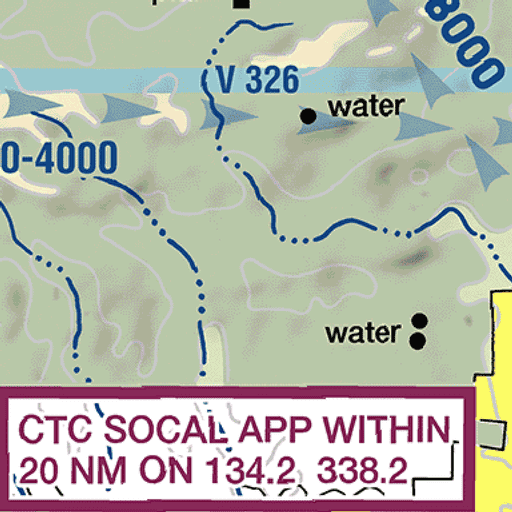 8000
V 326
water
0-4000
water
CTC SOCAL APP WITHIN
20 NM ON 134.2 338.2